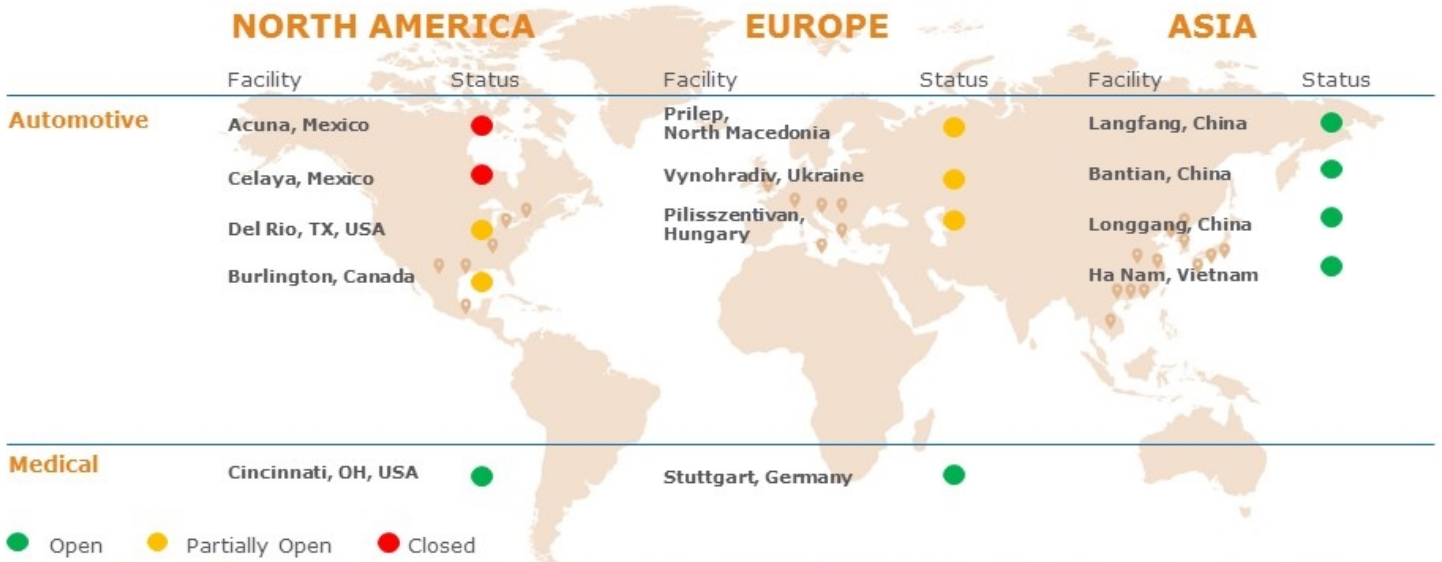 NORTH AMERICA EUROPE ASIA
Facility Status Facility Status Facility Status
Automotive
Acuna, Mexico
Prilep,
North Macedonia
Langfang, China
Celaya, Mexico
Vynohradiv, Ukraine
Bantian, China
Del Rio, TX, USA
Pilisszentivan,
Hungary
Longgang, China
Burlington, Canada
Ha Nam, Vietnam
Medical
Cincinnati, OH, USA
Stuttgart, Germany
Open Partially Open Closed